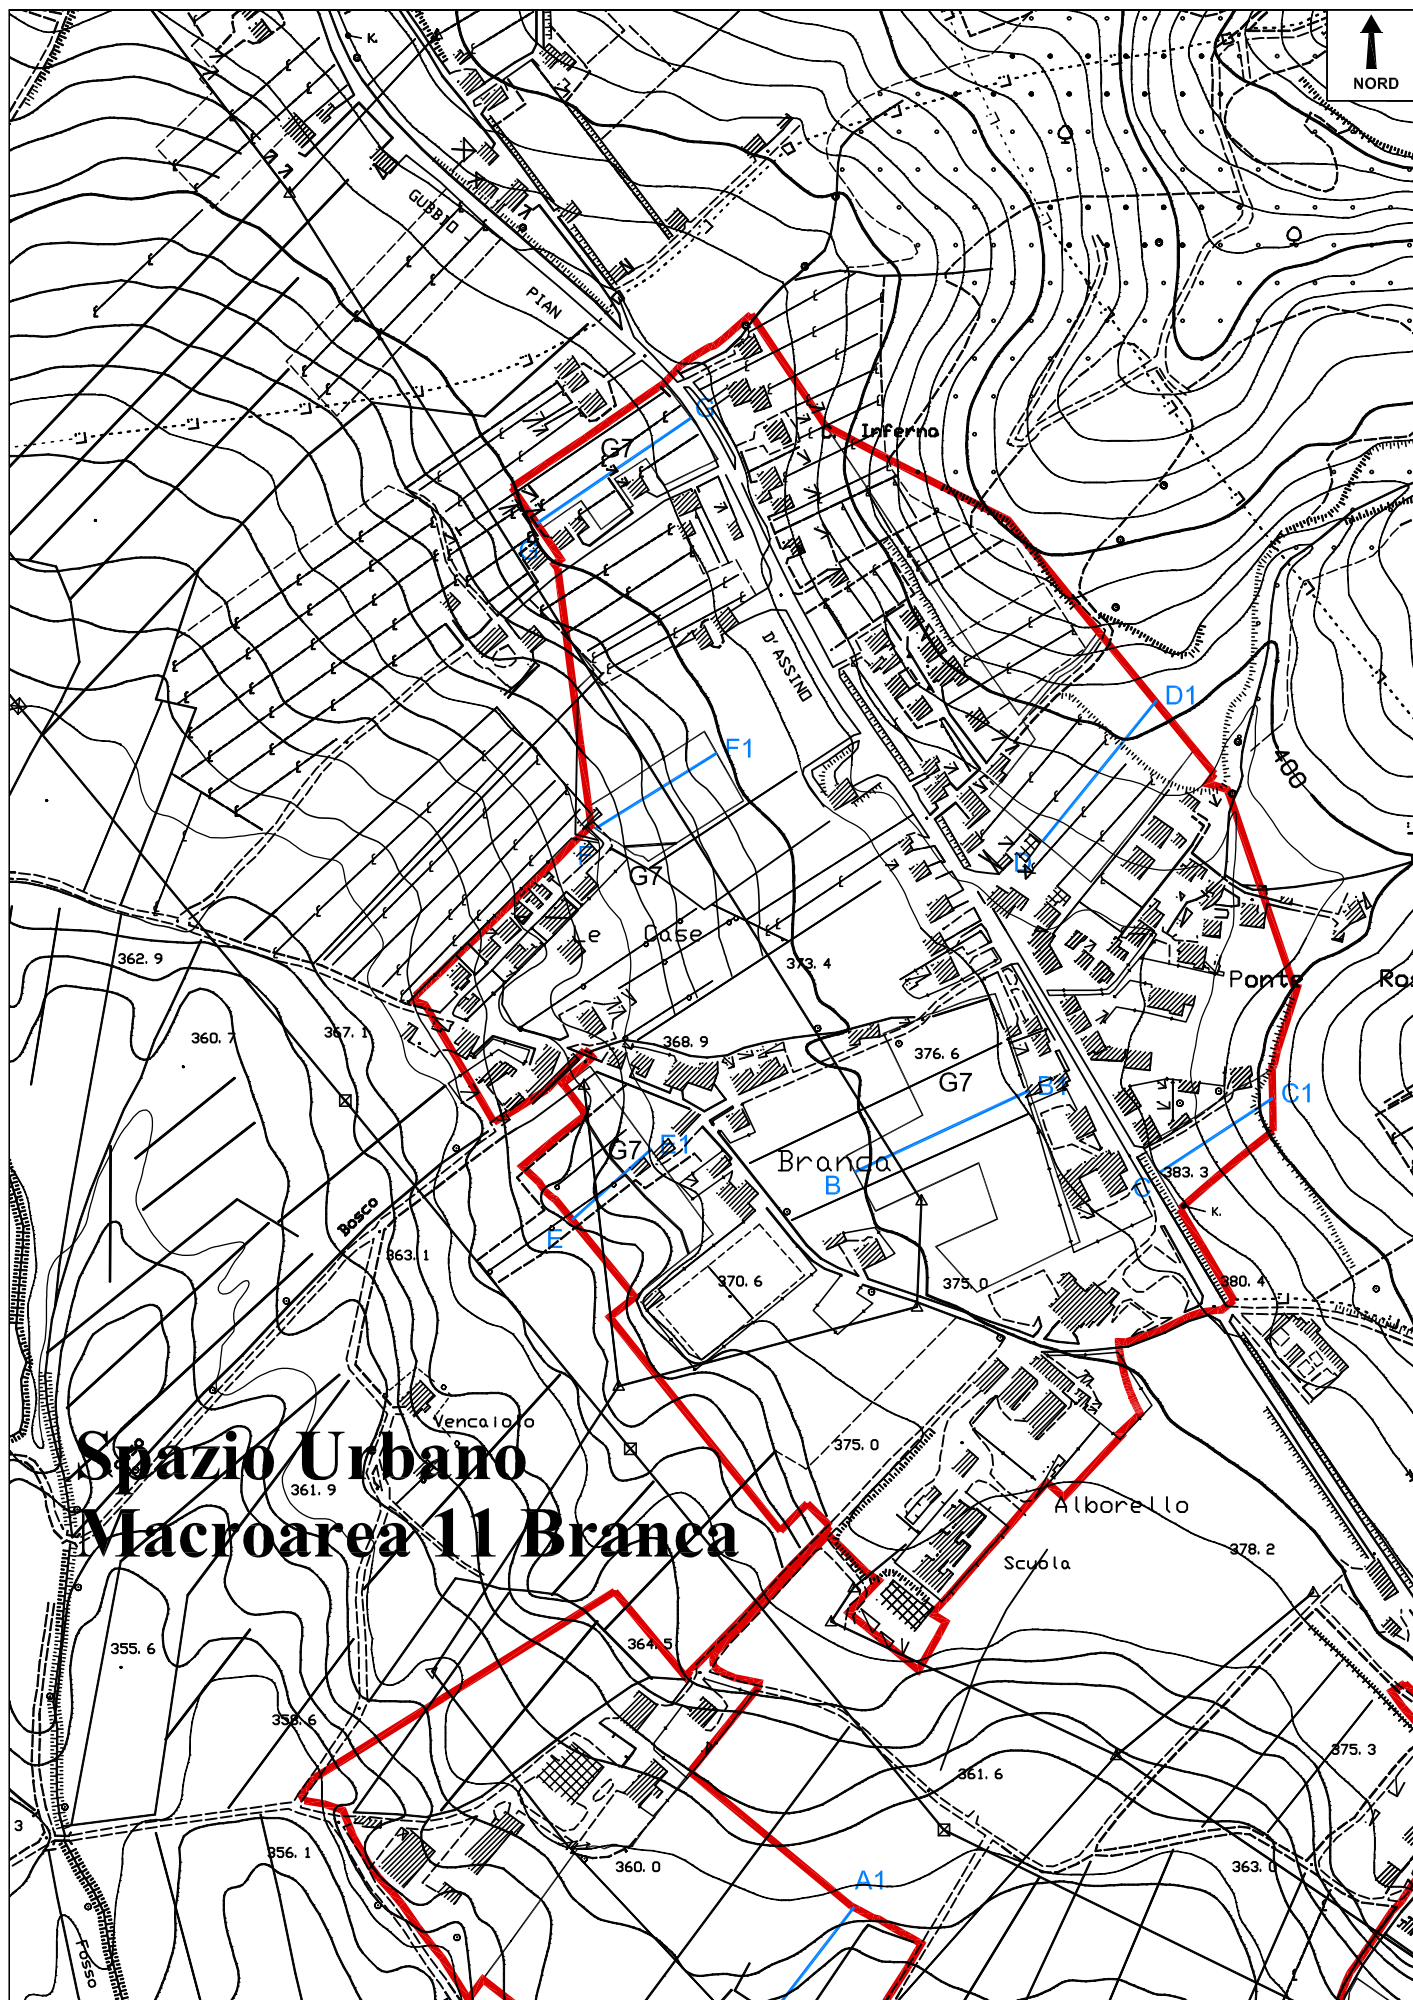 NORD
K.
GUBBIO -
PIAN
G
Inferno
G7
G
D'ASSINO
D1
F1
400
F
D
G7
Le Case
362. 9
373. 4
Ponte
360. 7
367. 1
368. 9
376. 6
G7
B1
C1
G7
E1
Branca
B
383. 3
C
K.
Bosco
E
363. 1
370. 6
375. 0
380. 4
Vencaiolo
375. 0
Spazio Urbano
361. 9
Macroarea 11 Branca
Alborello
Scuola
378. 2
355. 6
364. 5
358. 6
375. 3
361. 6
3
356. 1
360. 0
363. 0
A1
Fosso